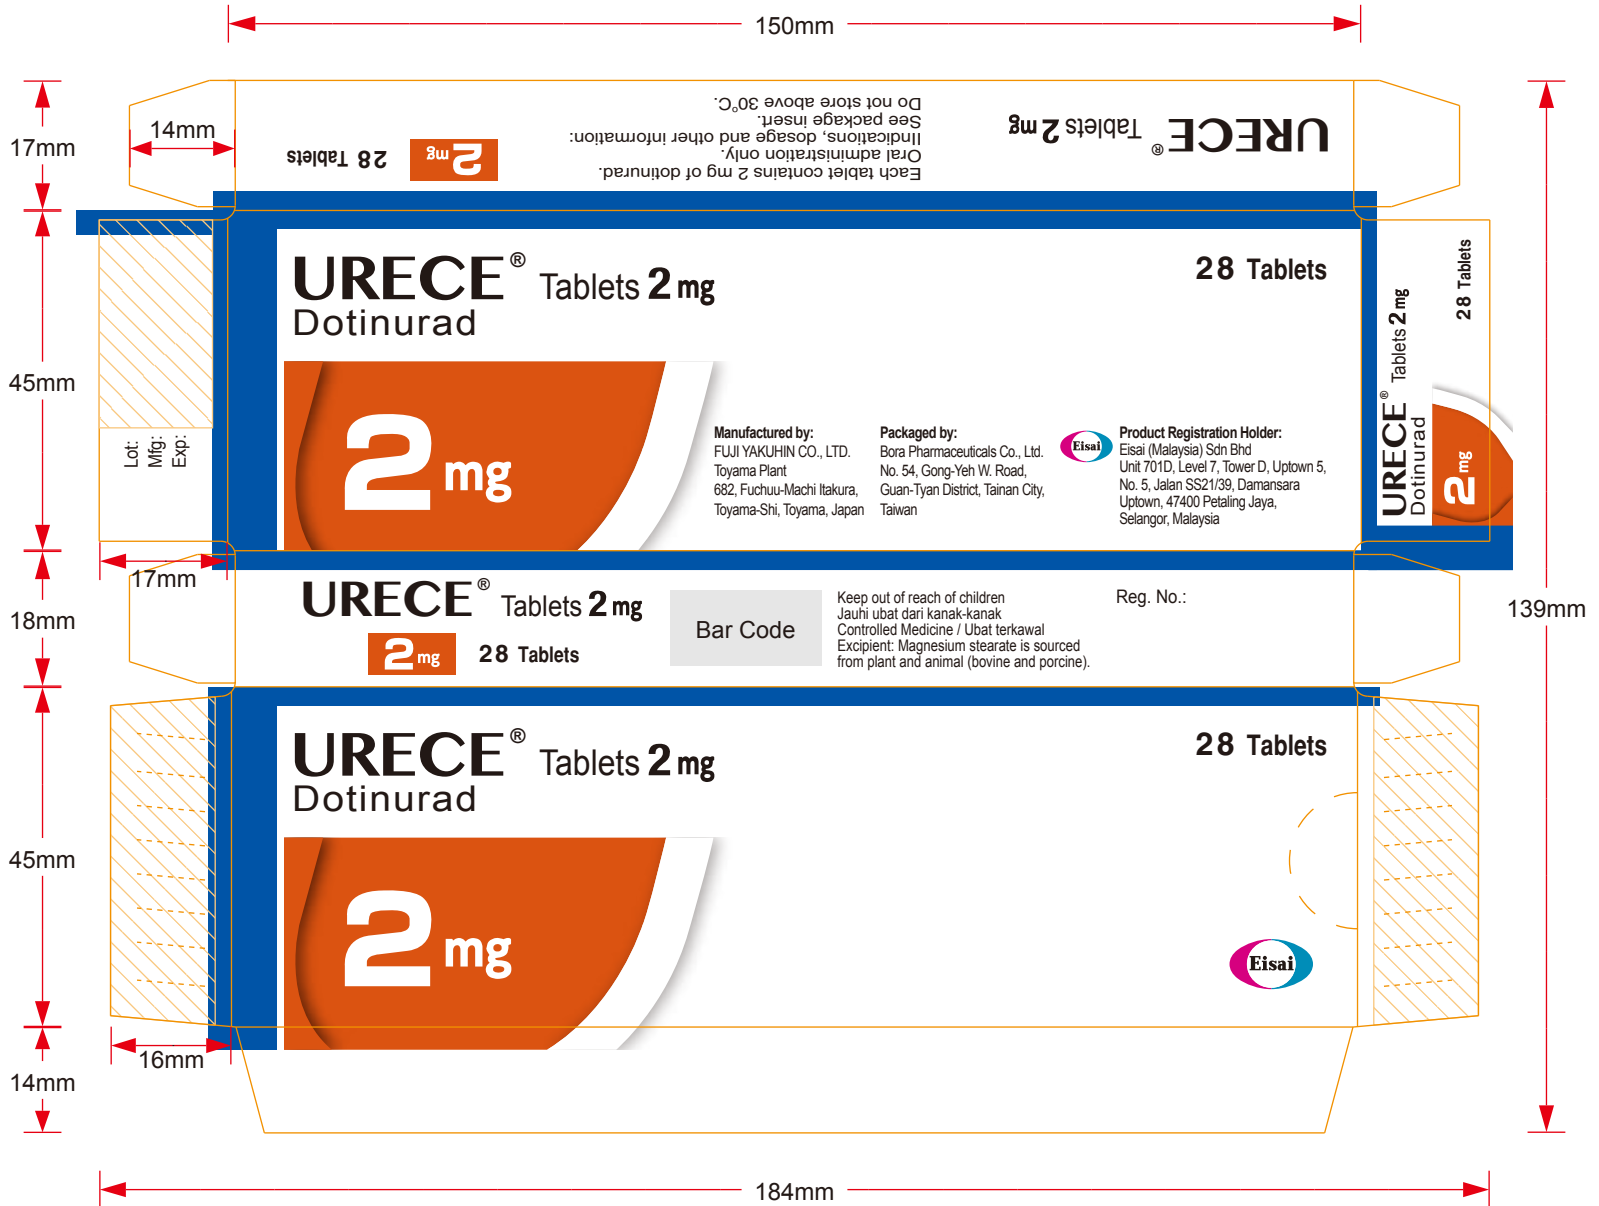 150mm
17mm
14mm
28 Tablets
2 mg
Each tablet contains 2 mg of dotinurad.
Oral administration only.
Indications, dosage and other information:
See package insert.
Do not store above 30°C.
URECE® Tablets 2 mg
45mm
URECE® Tablets 2 mg
Dotinurad
28 Tablets
2 mg
Manufactured by:
FUJI YAKUHIN CO., LTD.
Toyama Plant
682, Fuchuu-Machi Itakura,
Toyama-Shi, Toyama, Japan
Packaged by:
Bora Pharmaceuticals Co., Ltd.
No. 54, Gong-Yeh W. Road,
Guan-Tyan District, Tainan City,
Taiwan
Eisai
Product Registration Holder:
Eisai (Malaysia) Sdn Bhd
Unit 701D, Level 7, Tower D, Uptown 5,
No. 5, Jalan SS21/39, Damansara
Uptown, 47400 Petaling Jaya,
Selangor, Malaysia
Lot:
Mfg:
Exp:
URECE® Tablets 2 mg
Dotinurad
28 Tablets
2 mg
17mm
18mm
URECE® Tablets 2 mg
2 mg
28 Tablets
Bar Code
Keep out of reach of children
Jauhi ubat dari kanak-kanak
Controlled Medicine / Ubat terkawal
Excipient: Magnesium stearate is sourced
from plant and animal (bovine and porcine).
Reg. No.:
139mm
45mm
URECE® Tablets 2 mg
Dotinurad
28 Tablets
2 mg
Eisai
16mm
14mm
184mm